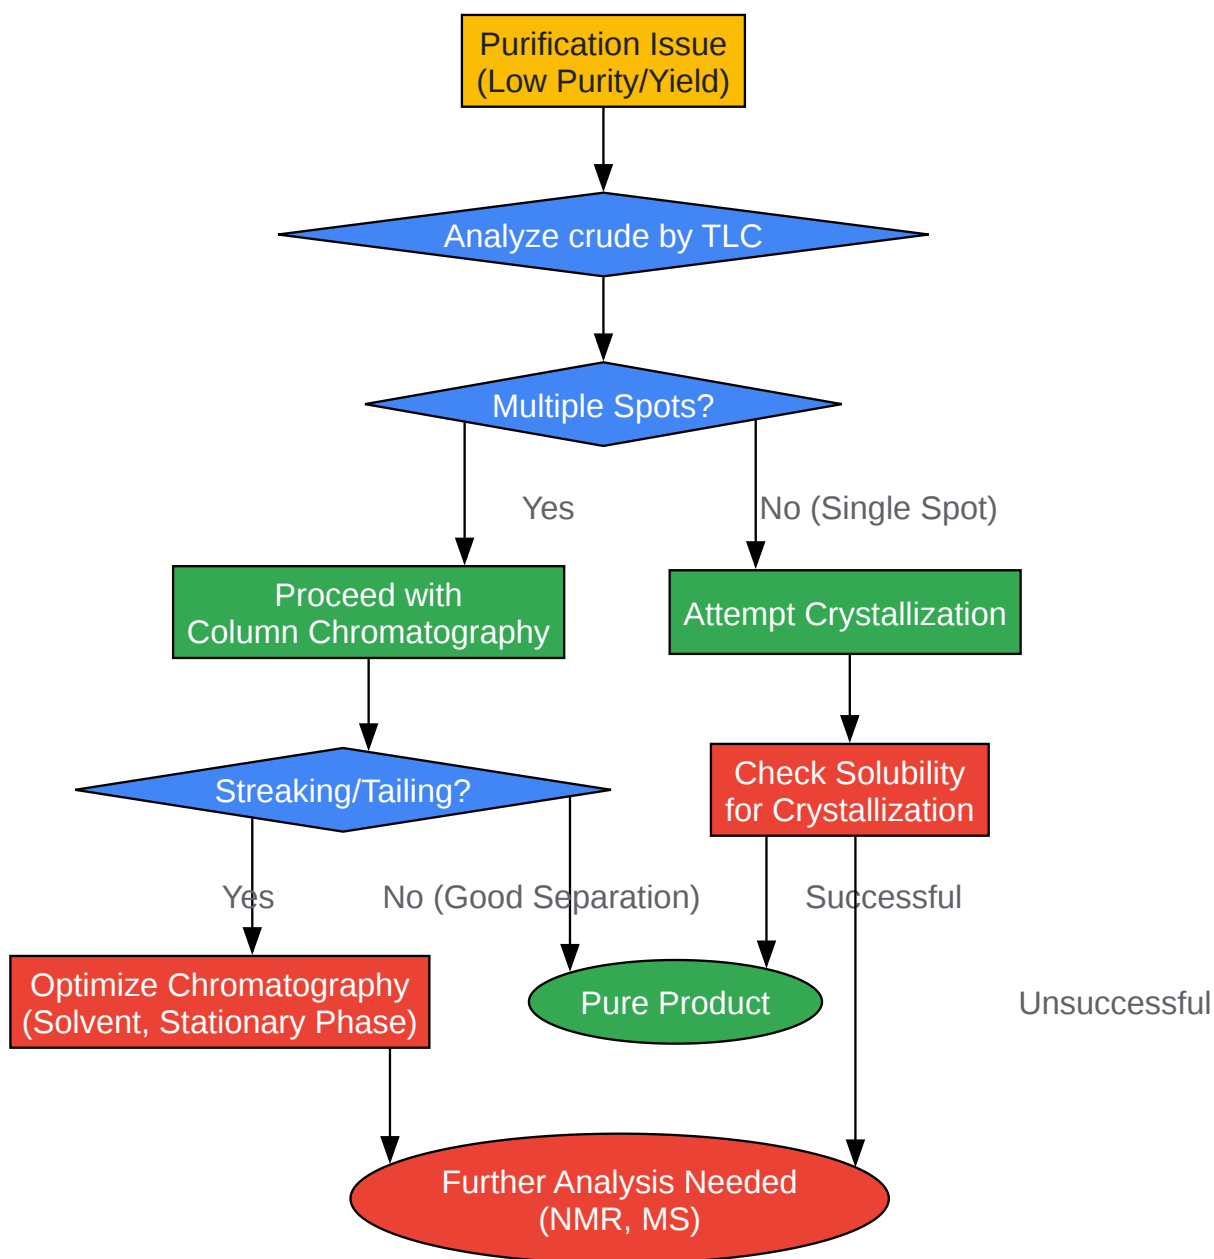 Purification Issue
(Low Purity/Yield)
Analyze crude by TLC
Multiple Spots?
Yes
No (Single Spot)
Proceed with
Column Chromatography
Attempt Crystallization
Streaking/Tailing?
Check Solubility
for Crystallization
Yes
No (Good Separation)
Successful
Optimize Chromatography
(Solvent, Stationary Phase)
Pure Product
Unsuccessful
Further Analysis Needed
(NMR, MS)